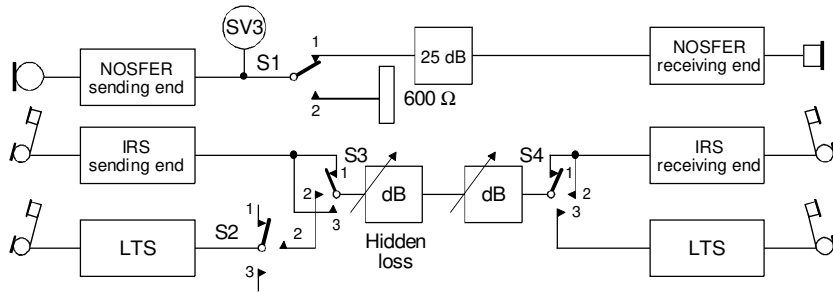 SV3
S1
1
2
NOSFER
sending end
25 dB
600 Ω
NOSFER
receiving end
IRS
sending end
S3
1
2
3
dB
Hidden
loss
dB
S4
1
2
3
IRS
receiving end
LTS
S2
1
2
3
LTS